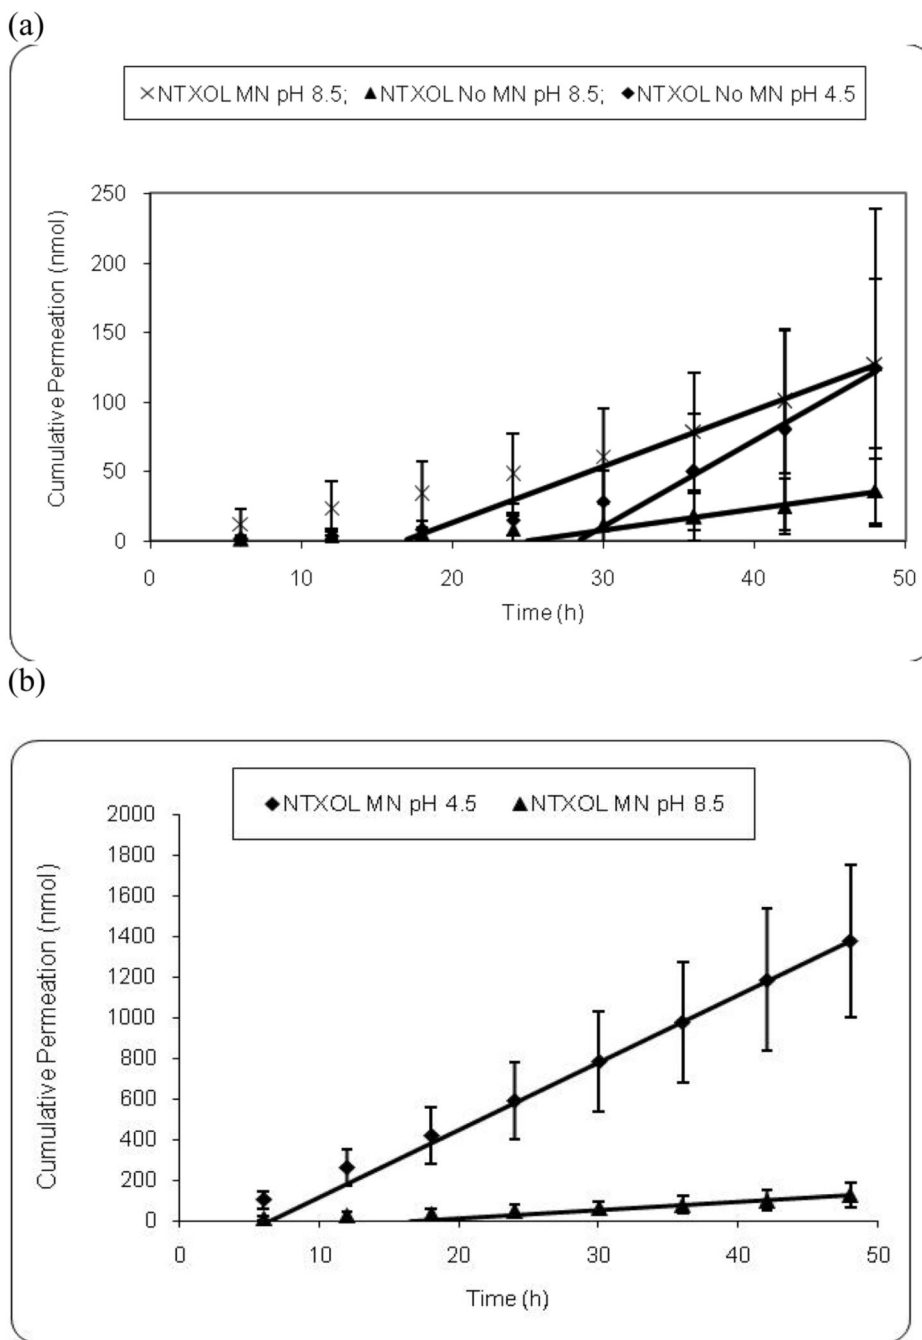 (a)
×NTXOL MN pH 8.5; ▲NTXOL No MN pH 8.5; ◆NTXOL No MN pH 4.5
Cumulative Permeation (nmol)
250
200
150
100
50
0
0 10 20 30 40 50
Time (h)
(b)
◆NTXOL MN pH 4.5 ▲NTXOL MN pH 8.5
Cumulative Permeation (nmol)
2000
1800
1600
1400
1200
1000
800
600
400
200
0
0 10 20 30 40 50
Time (h)